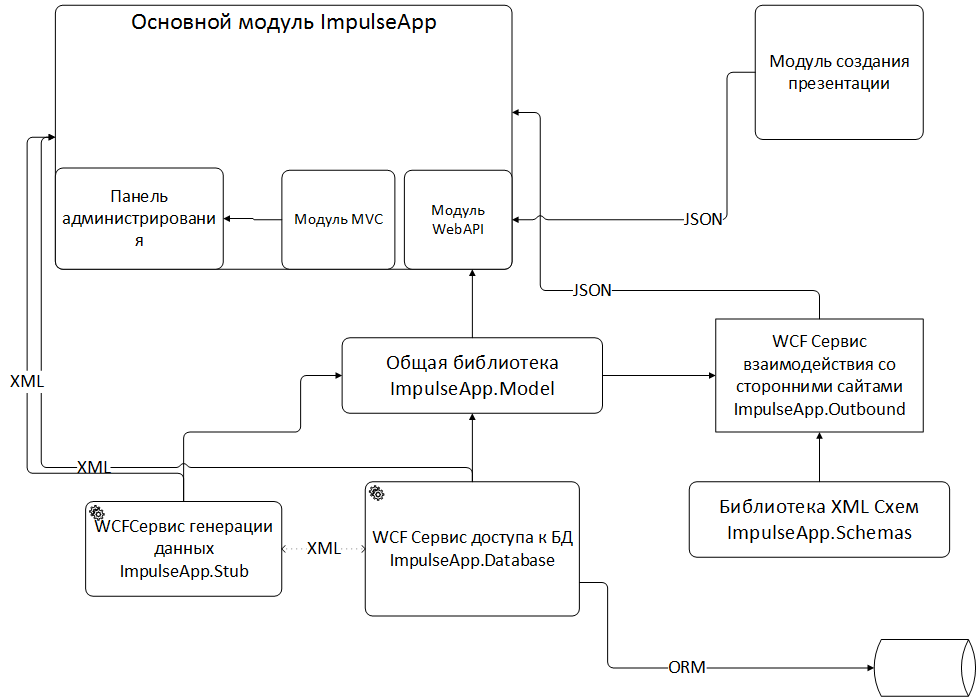 Основной модуль ImpulseApp
Модуль создания
презентации
Панель
администрировани
я
Модуль MVC
Модуль
WebAPI
JSON
JSON
WCF Сервис
взаимодействия со
сторонними сайтами
ImpulseApp.Outbound
Общая библиотека
ImpulseApp.Model
XML
XML
WCFСервис генерации
данных
ImpulseApp.Stub
XML
WCF Сервис доступа к БД
ImpulseApp.Database
Библиотека XML Схем
ImpulseApp.Schemas
ORM